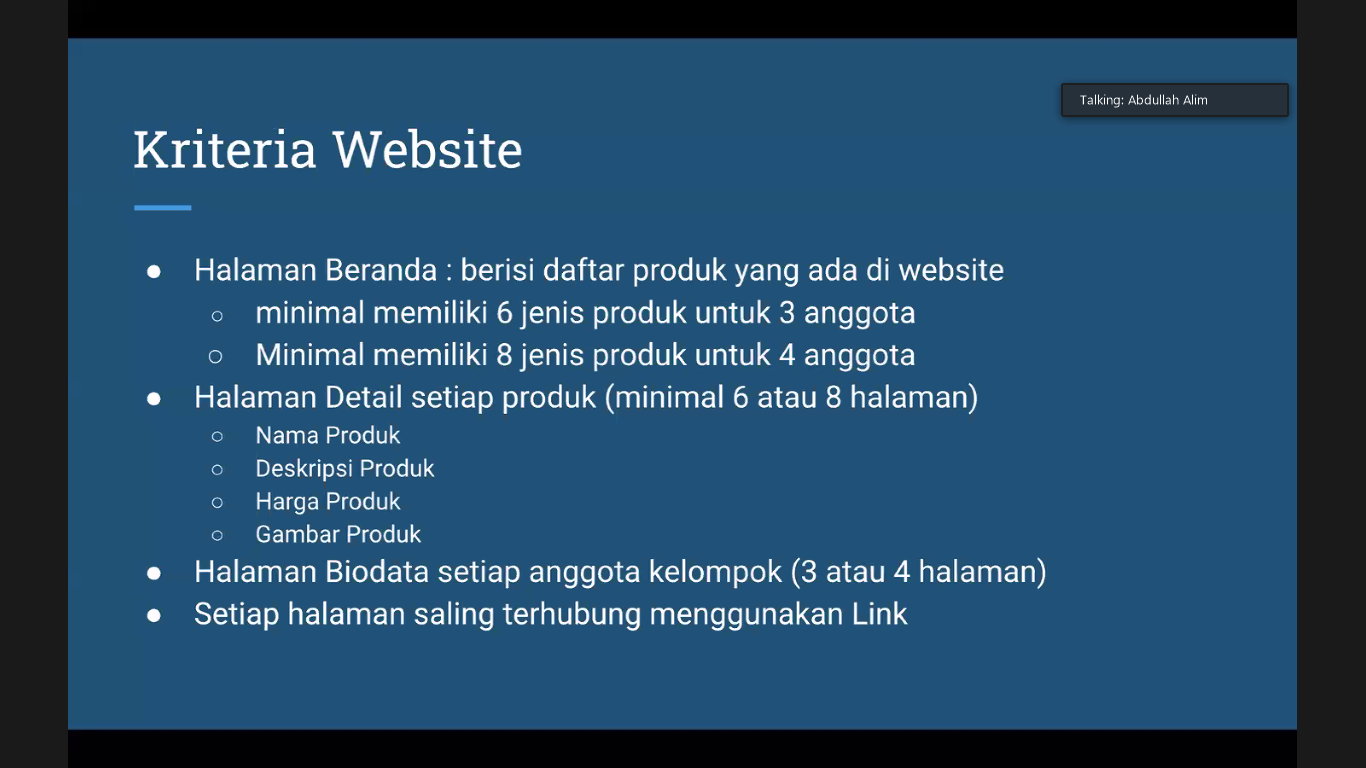 Talking: Abdullah Alim
Kriteria Website
● Halaman Beranda : berisi daftar produk yang ada di website
○ minimal memiliki 6 jenis produk untuk 3 anggota
○ Minimal memiliki 8 jenis produk untuk 4 anggota
● Halaman Detail setiap produk (minimal 6 atau 8 halaman)
○ Nama Produk
○ Deskripsi Produk
○ Harga Produk
○ Gambar Produk
● Halaman Biodata setiap anggota kelompok (3 atau 4 halaman)
● Setiap halaman saling terhubung menggunakan Link